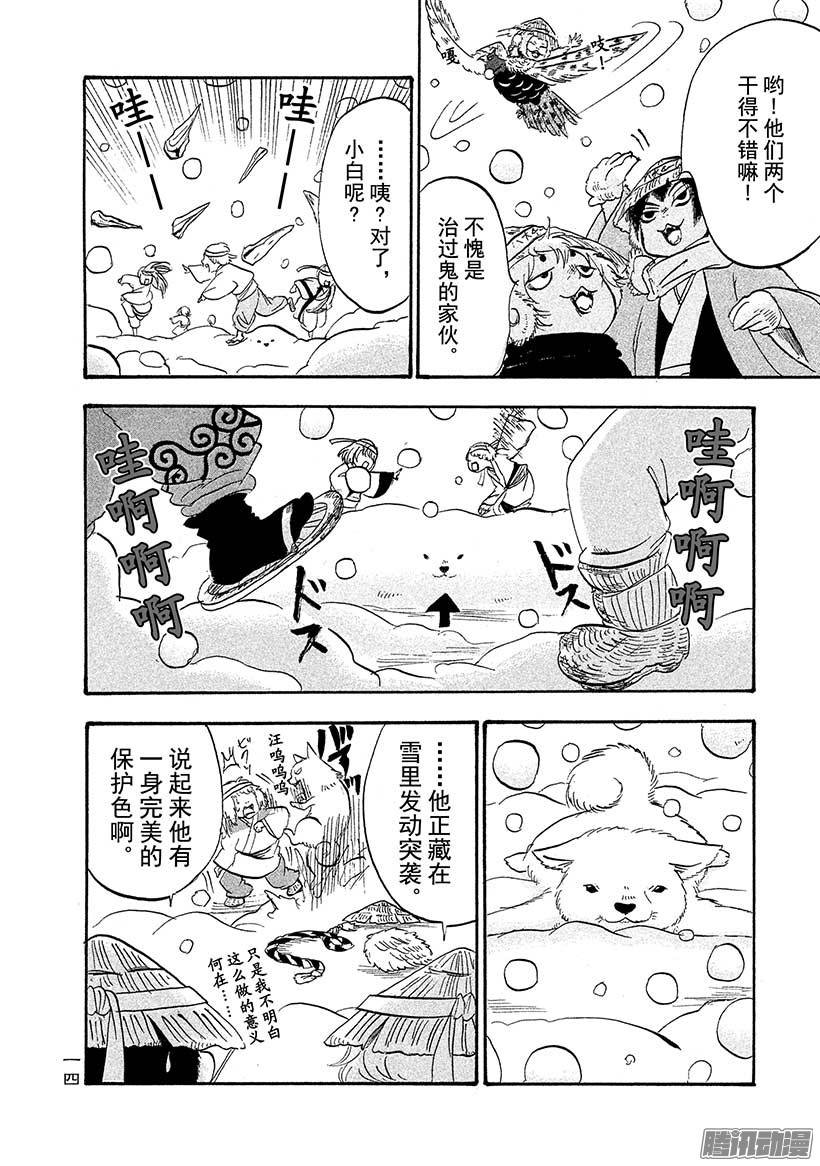 哟！他们两个
干得不错嘛！
吱！
嘎
不愧是
治过鬼的家伙。
……咦？对了，
小白呢？
哇——
哇——
哇啊啊啊
哇啊啊啊
ドス
ドス
……他正藏在
雪里发动突袭。
汪呜呜呜
说起来他有
一身完美的
保护色啊。
只是我不明白
这么做的意义
何在……
一四
腾讯动漫